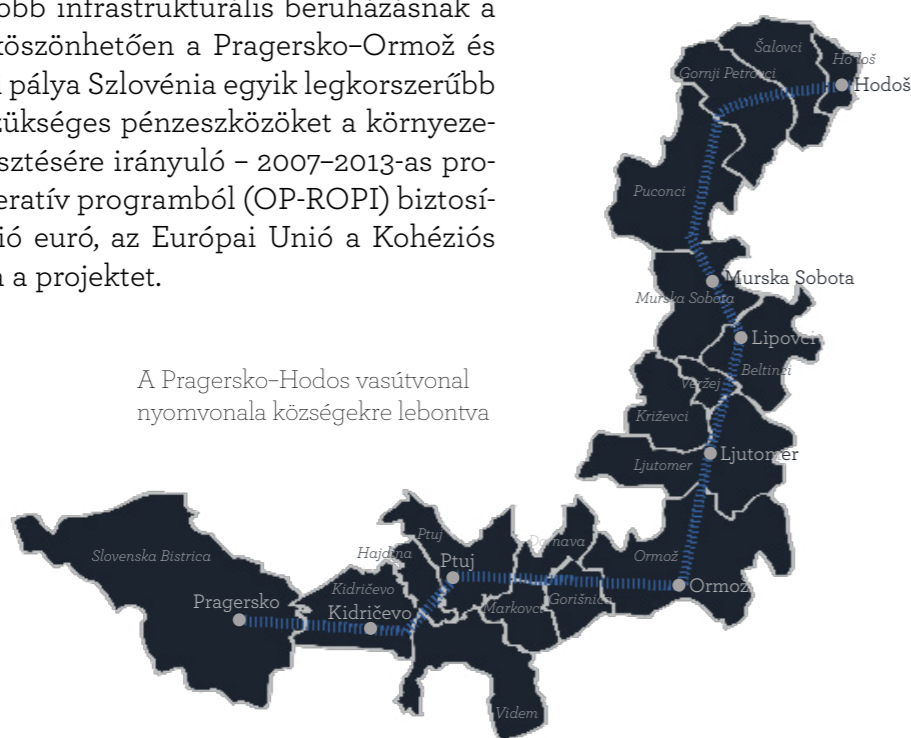 obb infrastrukturális beruházásnak a
köszönhetően a Pragersko–Ormož és
pálya Szlovénia egyik legkorszerűbb
zükséges pénzeszközöket a környeze-
sztésére irányuló – 2007–2013-as pro-
eratív programból (OP-ROPI) biztosí-
ió euró, az Európai Unió a Kohéziós
a projektet.
A Pragersko–Hodos vasútvonal
nyomvonala községekre lebontva
Šalovci
Hodoš
Gornji Petrovci
Hodoš
Puconci
Murska Sobota
Murska Sobota
Lipovci
Beltinci
Veržej
Križevci
Ljutomer
Ljutomer
Ptuj
Dornava
Hajdina
Slovenska Bistrica
Ormož
Ptuj
Kidričevo
Ormož
Pragersko
Kidričevo
Markovci
Gorišnica
Videm